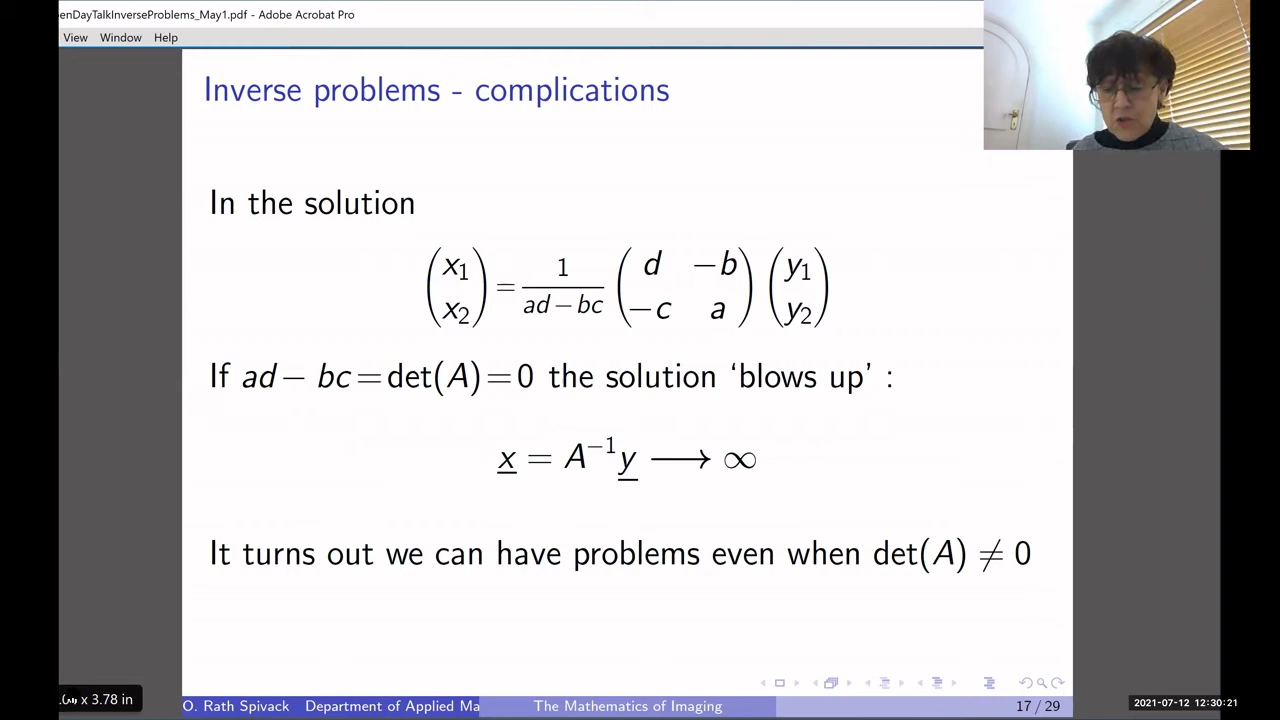 enDayTalkInverseProblems_May1.pdf - Adobe Acrobat Pro
View Window Help
Inverse problems - complications
In the solution
(x₁ x₂) = 1/(ad − bc) (d −b −c a) (y₁ y₂)
If ad − bc = det(A) = 0 the solution ‘blows up’ :
x = A⁻¹y ⟶ ∞
It turns out we can have problems even when det(A) ≠ 0
x 3.78 in
O. Rath Spivack Department of Applied Ma The Mathematics of Imaging 17 / 29
2021-07-12 12:30:21